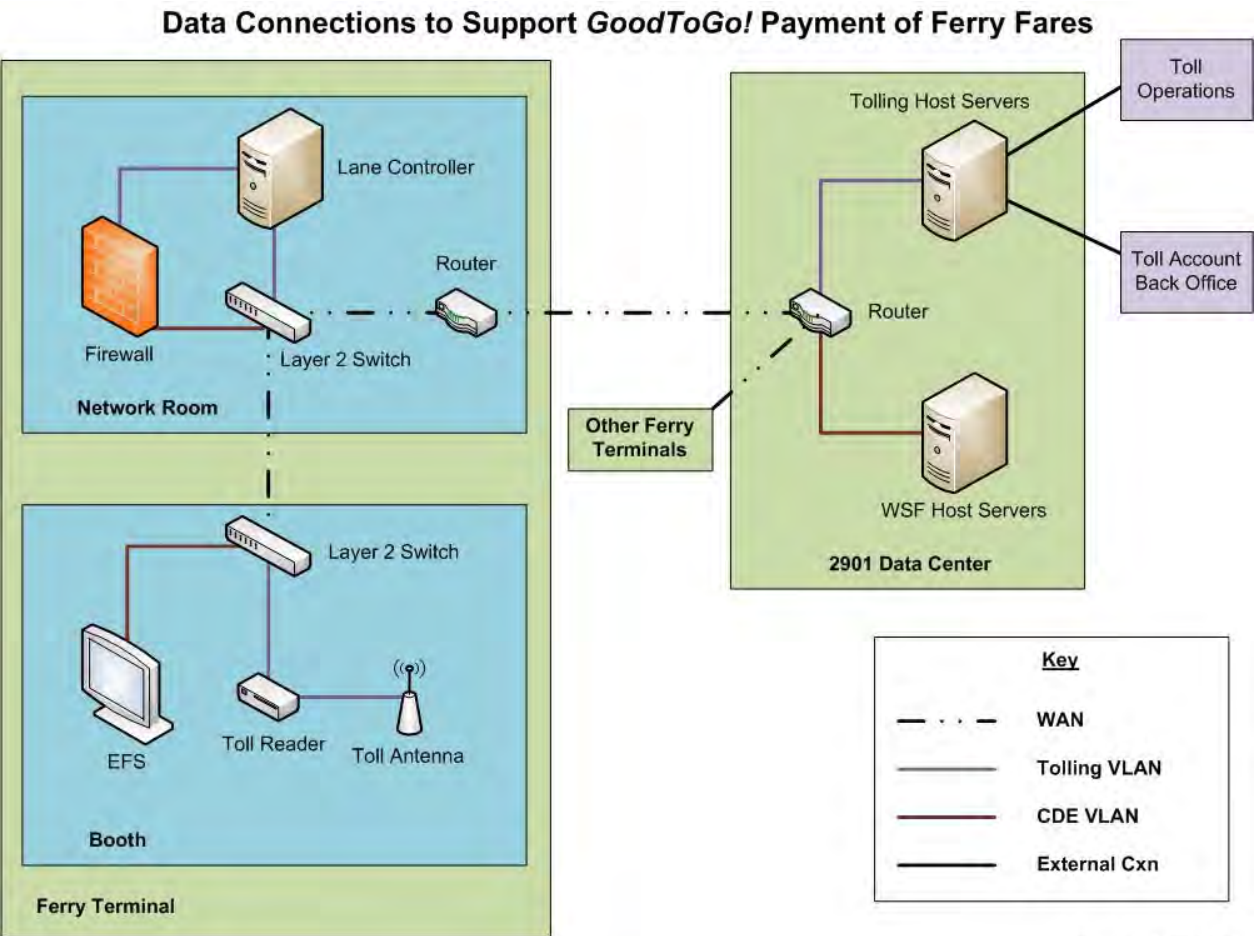 Data Connections to Support GoodToGo! Payment of Ferry Fares
Lane Controller
Router
Firewall
Layer 2 Switch
Network Room
Layer 2 Switch
EFS
Toll Reader
Toll Antenna
Booth
Ferry Terminal
Other Ferry
Terminals
Tolling Host Servers
Router
WSF Host Servers
2901 Data Center
Toll
Operations
Toll Account
Back Office
Key
WAN
Tolling VLAN
CDE VLAN
External Cxn